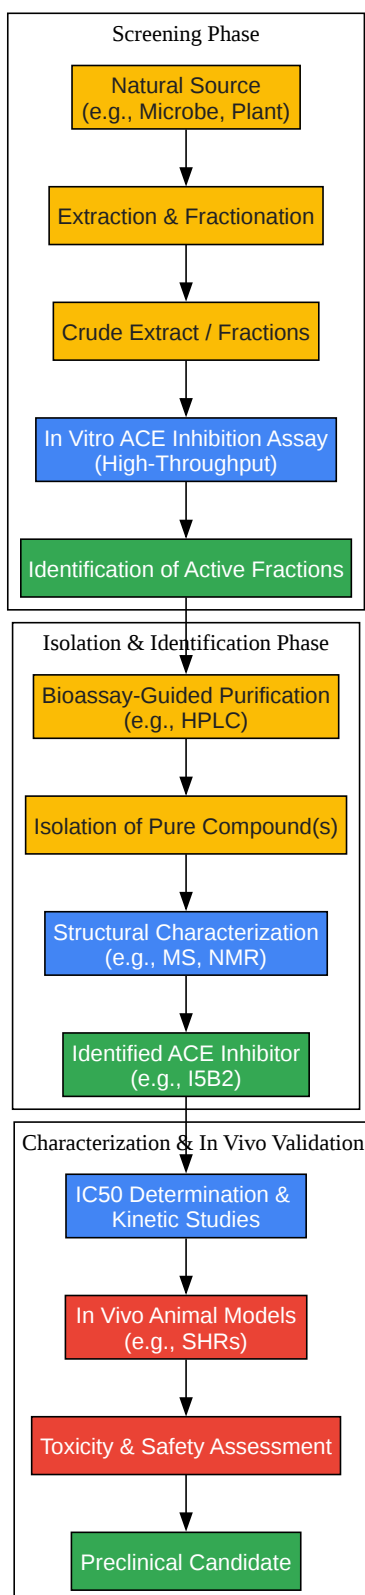 Screening Phase
Natural Source
(e.g., Microbe, Plant)
Extraction & Fractionation
Crude Extract / Fractions
In Vitro ACE Inhibition Assay
(High-Throughput)
Identification of Active Fractions
Isolation & Identification Phase
Bioassay-Guided Purification
(e.g., HPLC)
Isolation of Pure Compound(s)
Structural Characterization
(e.g., MS, NMR)
Identified ACE Inhibitor
(e.g., I5B2)
Characterization & In Vivo Validation
IC50 Determination &
Kinetic Studies
In Vivo Animal Models
(e.g., SHRs)
Toxicity & Safety Assessment
Preclinical Candidate